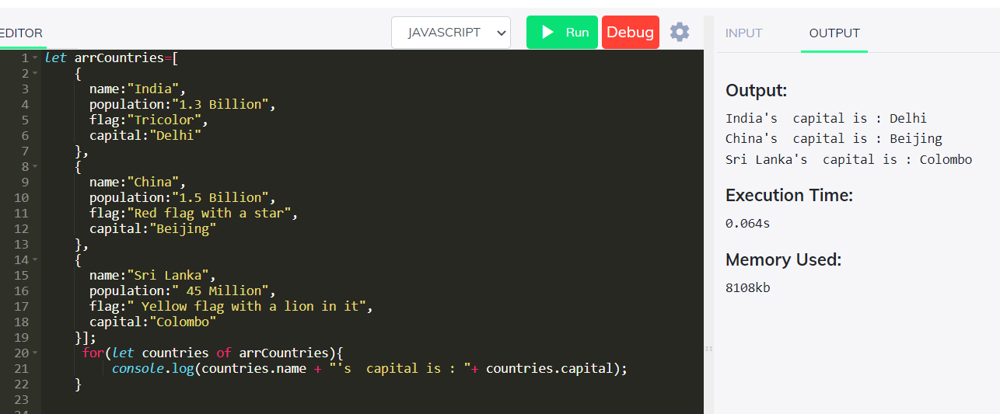 EDITOR
JAVASCRIPT
Run
Debug
INPUT
OUTPUT
1 let arrCountries=[
2 {
3 name:"India",
4 population:"1.3 Billion",
5 flag:"Tricolor",
6 capital:"Delhi"
7 },
8 {
9 name:"China",
10 population:"1.5 Billion",
11 flag:"Red flag with a star",
12 capital:"Beijing"
13 },
14 {
15 name:"Sri Lanka",
16 population:" 45 Million",
17 flag:" Yellow flag with a lion in it",
18 capital:"Colombo"
19 }];
20 for(let countries of arrCountries){
21 console.log(countries.name + "'s  capital is : "+ countries.capital);
22 }
23
24
Output:
India's  capital is : Delhi
China's  capital is : Beijing
Sri Lanka's  capital is : Colombo
Execution Time:
0.064s
Memory Used:
8108kb